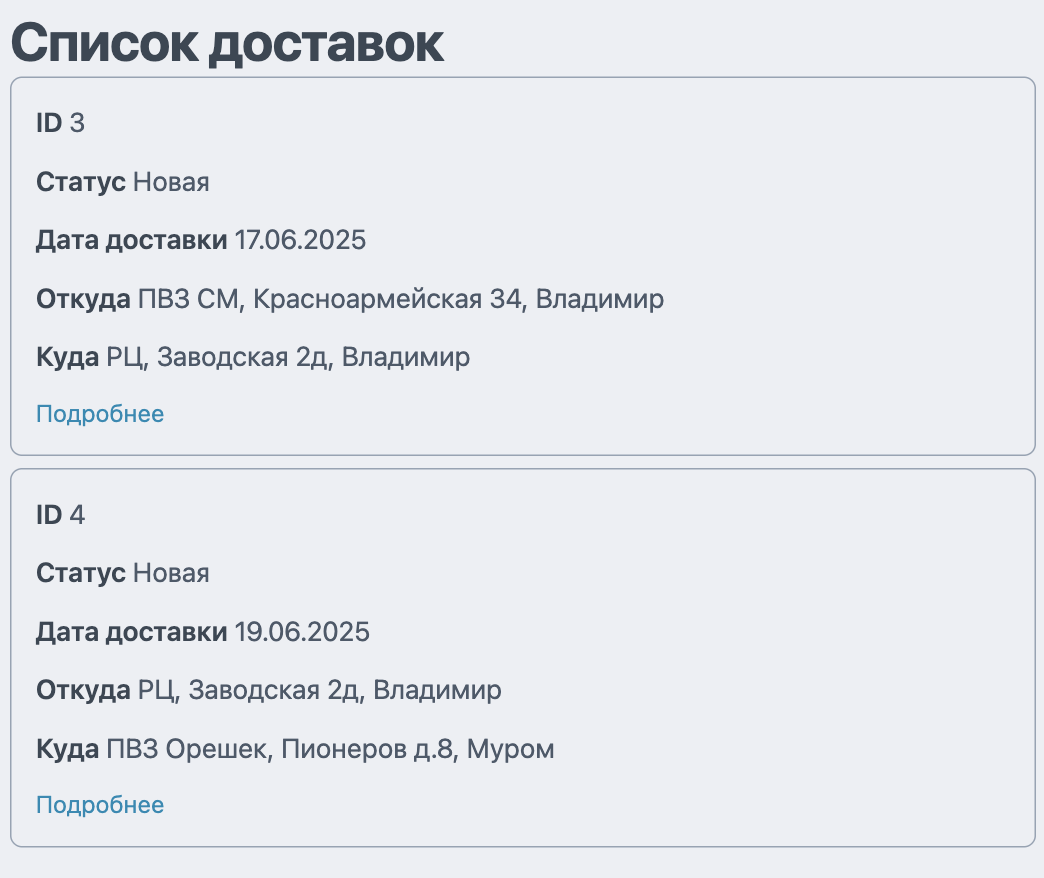 Список доставок
ID 3
Статус Новая
Дата доставки 17.06.2025
Откуда ПВЗ СМ, Красноармейская 34, Владимир
Куда РЦ, Заводская 2д, Владимир
Подробнее
ID 4
Статус Новая
Дата доставки 19.06.2025
Откуда РЦ, Заводская 2д, Владимир
Куда ПВЗ Орешек, Пионеров д.8, Муром
Подробнее